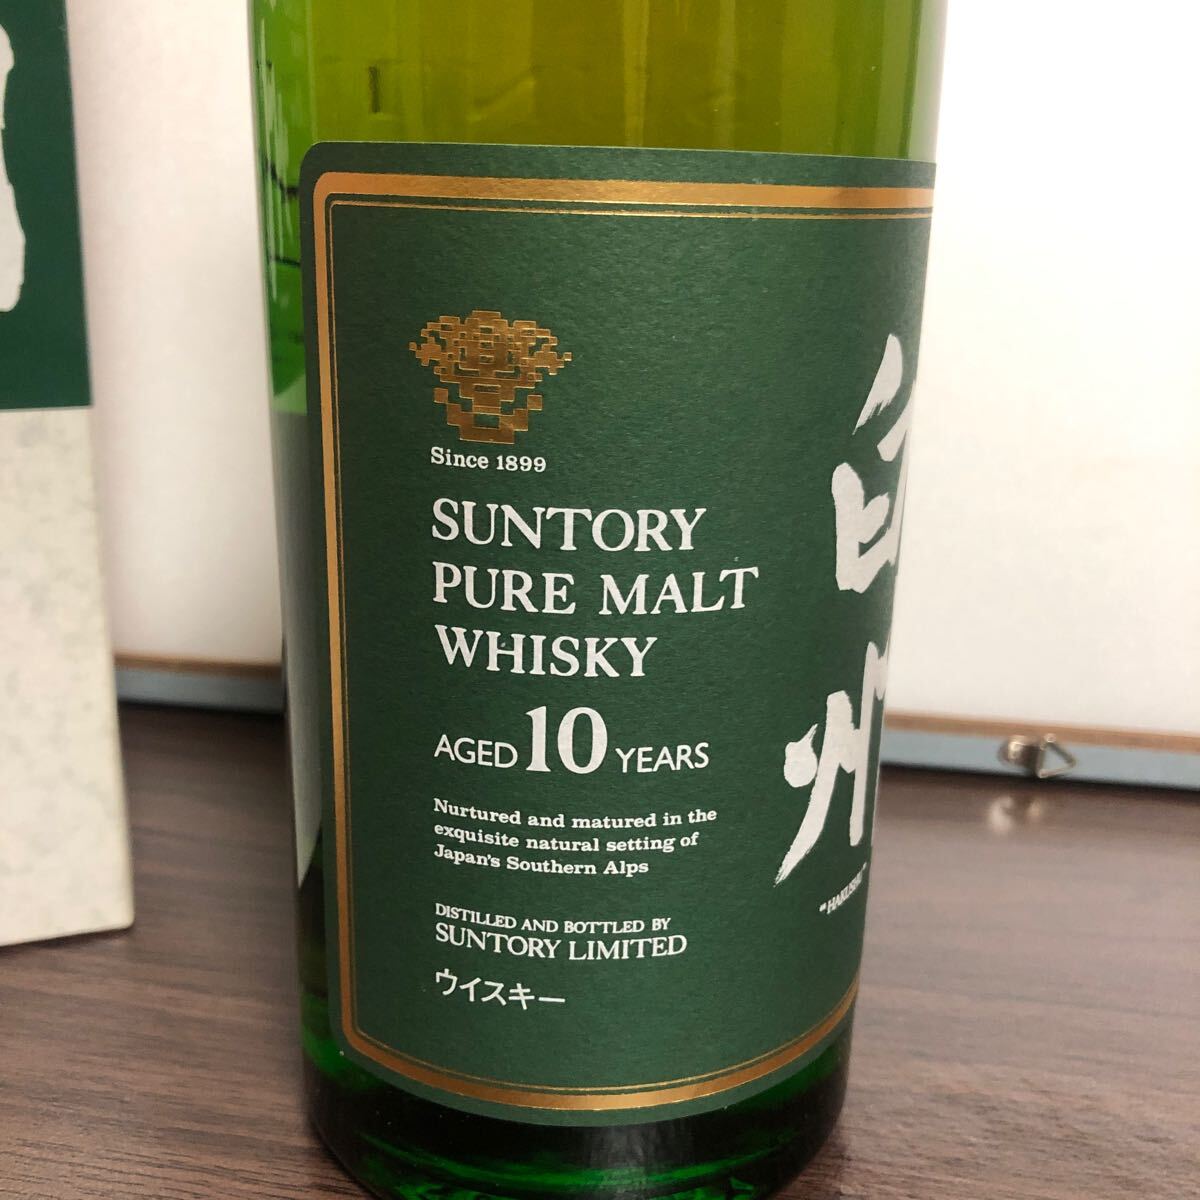 Since 1899
SUNTORY
PURE MALT
WHISKY
AGED 10 YEARS
Nurtured and matured in the
exquisite natural setting of
Japan's Southern Alps
DISTILLED AND BOTTLED BY
SUNTORY LIMITED
ウイスキー
白
州
"HAKUSHU"